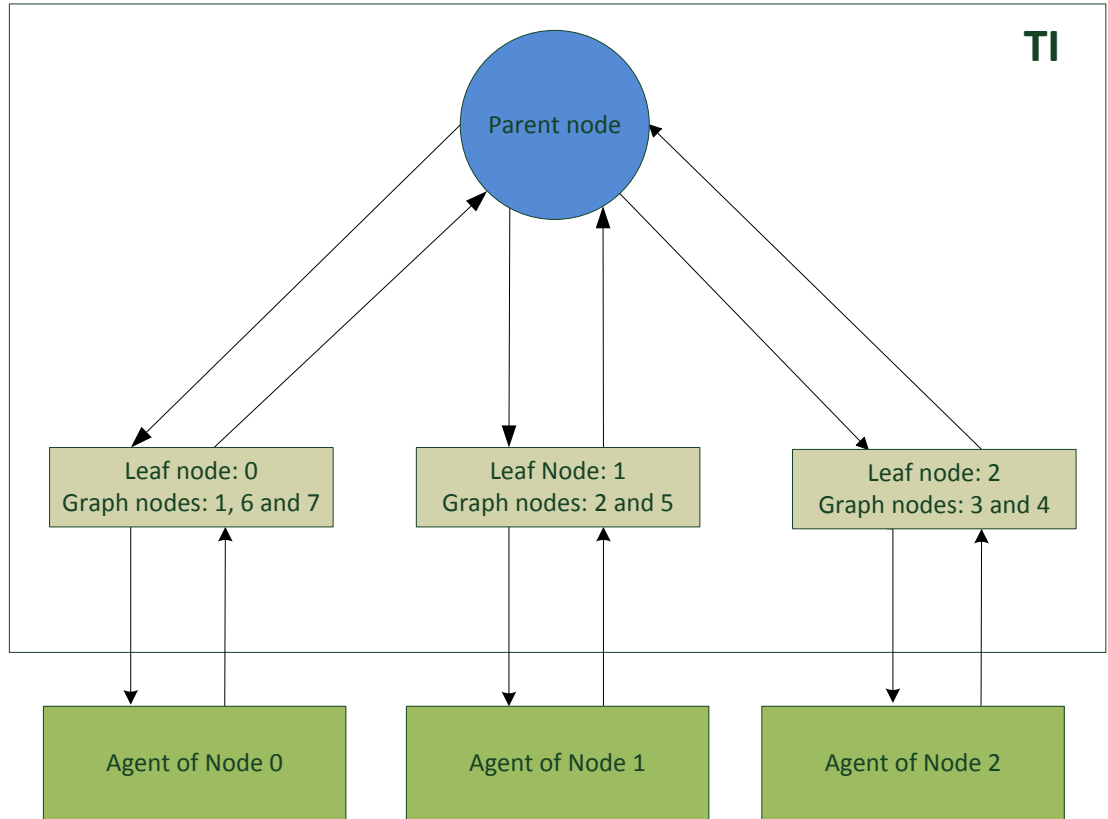 TI
Parent node
Leaf node: 0
Graph nodes: 1, 6 and 7
Leaf Node: 1
Graph nodes: 2 and 5
Leaf node: 2
Graph nodes: 3 and 4
Agent of Node 0
Agent of Node 1
Agent of Node 2